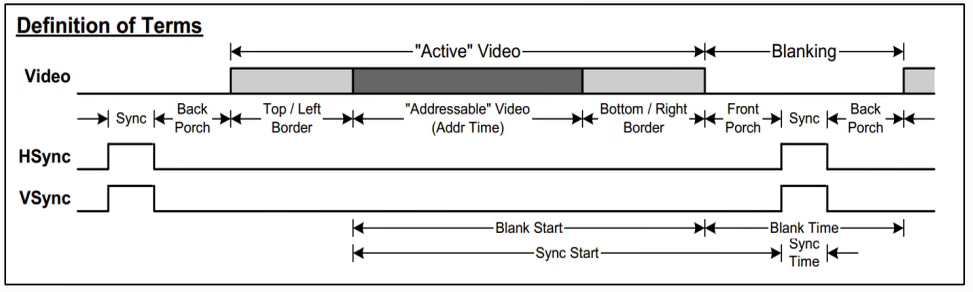 Definition of Terms
"Active" Video
Blanking
Video
Sync
Back
Porch
Top / Left
Border
"Addressable" Video
(Addr Time)
Bottom / Right
Border
Front
Porch
Sync
Back
Porch
HSync
VSync
Blank Start
Blank Time
Sync Start
Sync
Time